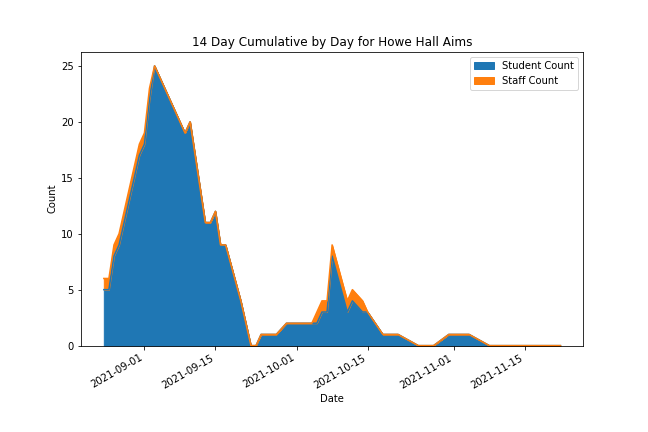 14 Day Cumulative by Day for Howe Hall Aims
Student Count
Staff Count
25
20
15
10
5
0
Count
2021-09-01
2021-09-15
2021-10-01
2021-10-15
2021-11-01
2021-11-15
Date